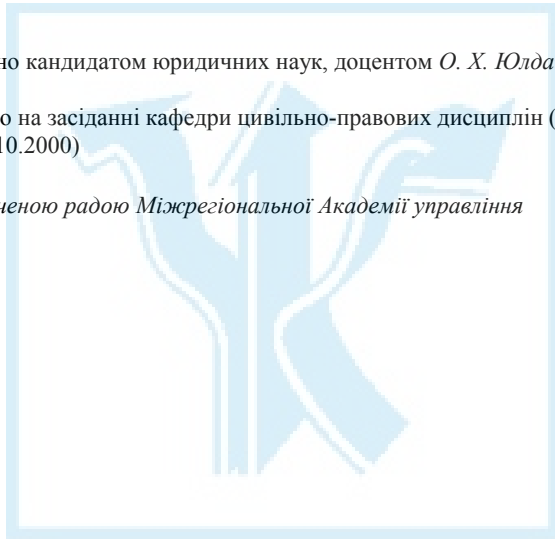 но кандидатом юридичних наук, доцентом О. Х. Юлда
о на засіданні кафедри цивільно-правових дисциплін (
10.2000)
ченою радою Міжрегіональної Академії управління